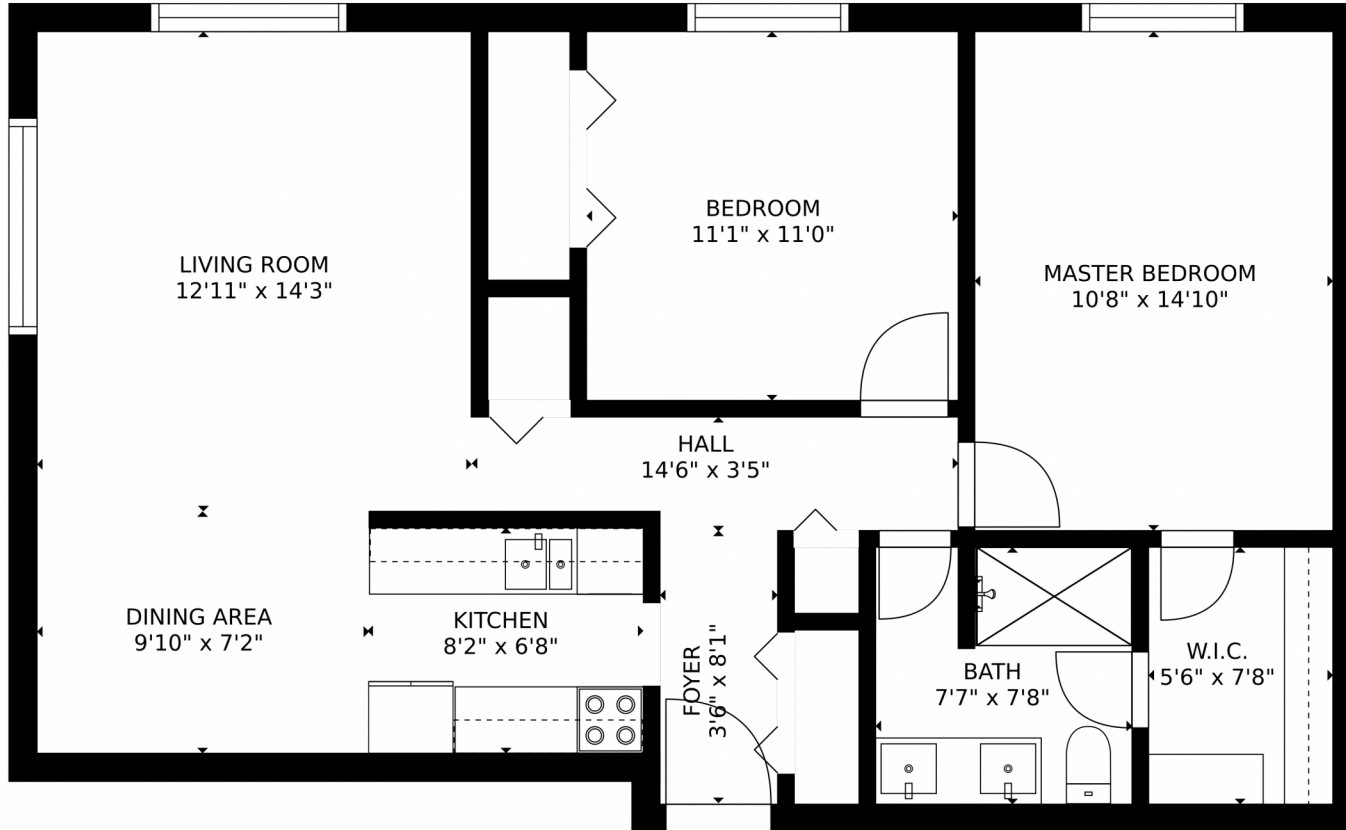 LIVING ROOM
12'11" x 14'3"
BEDROOM
11'1" x 11'0"
MASTER BEDROOM
10'8" x 14'10"
HALL
14'6" x 3'5"
DINING AREA
9'10" x 7'2"
KITCHEN
8'2" x 6'8"
FOYER
3'6" x 8'1"
BATH
7'7" x 7'8"
W.I.C.
5'6" x 7'8"